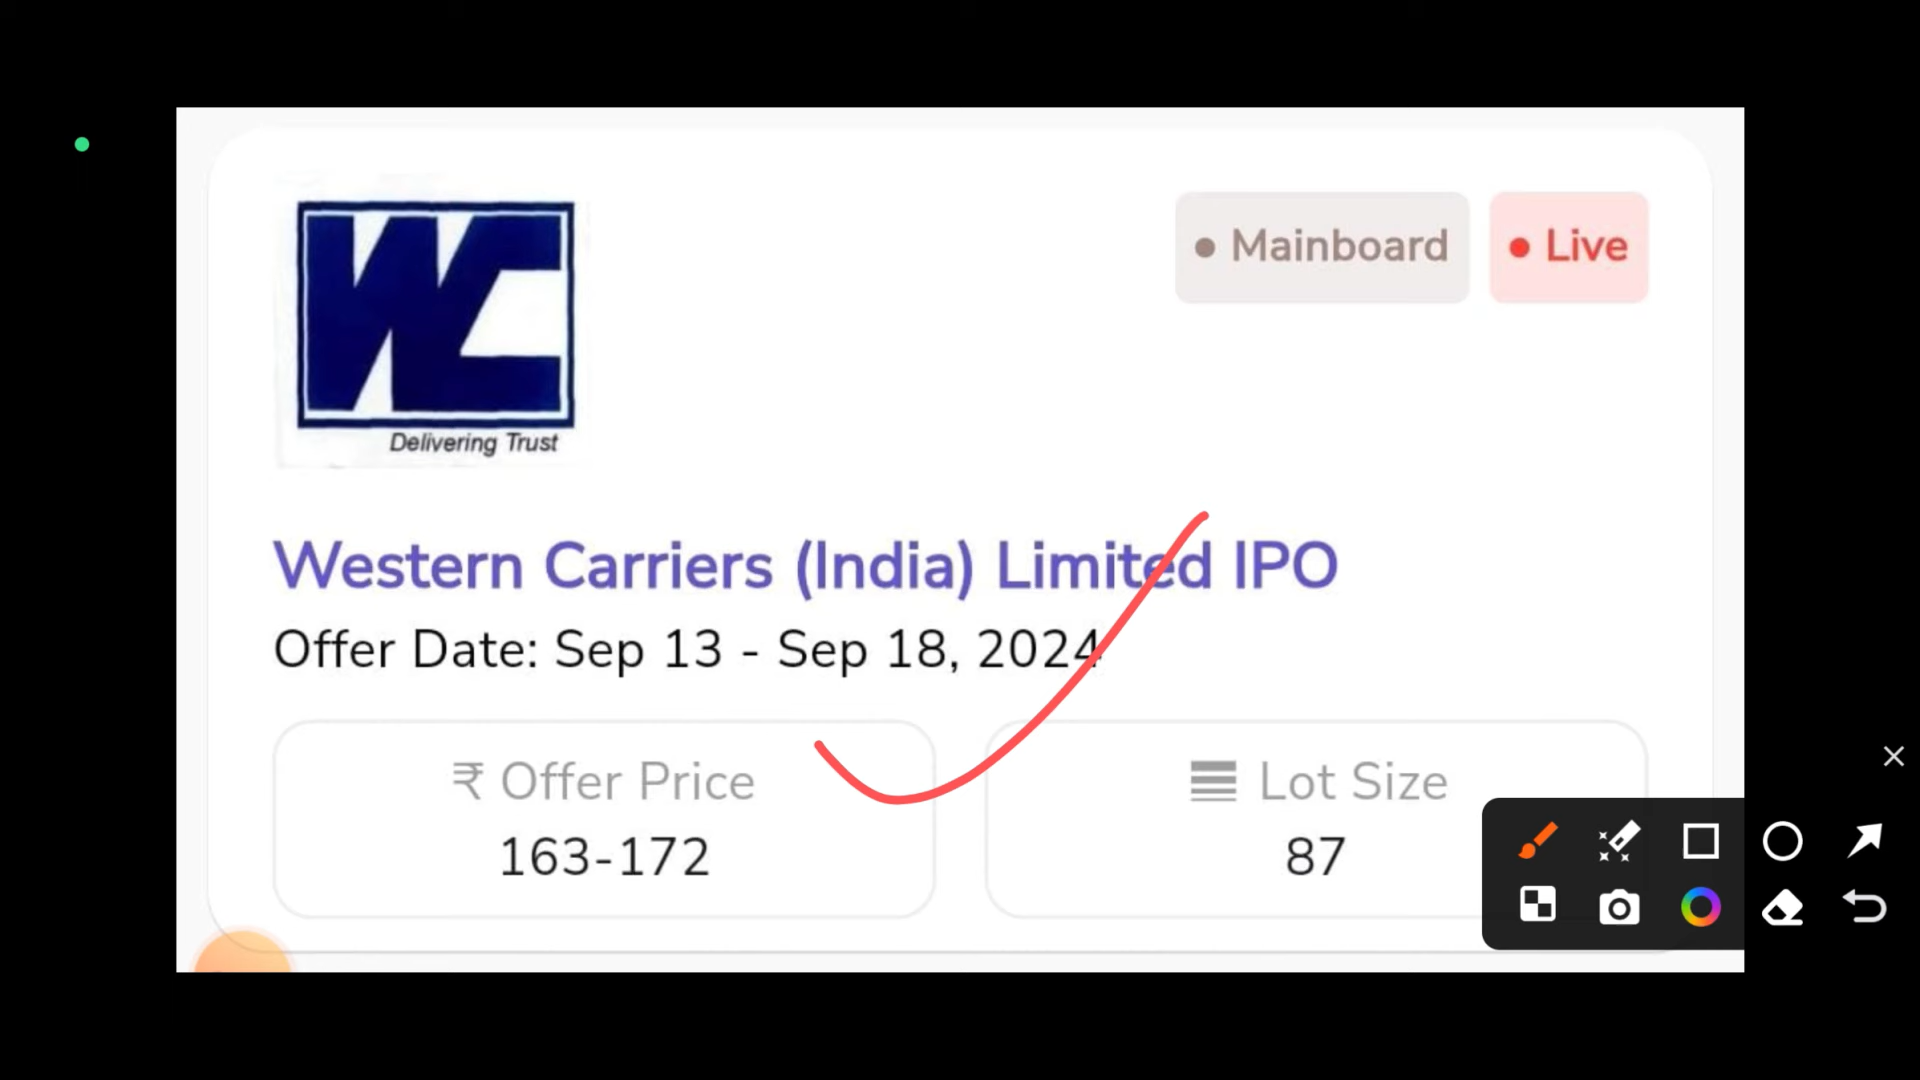 WC
Delivering Trust
• Mainboard
• Live
Western Carriers (India) Limited IPO
Offer Date: Sep 13 - Sep 18, 2024
₹ Offer Price
163-172
Lot Size
87